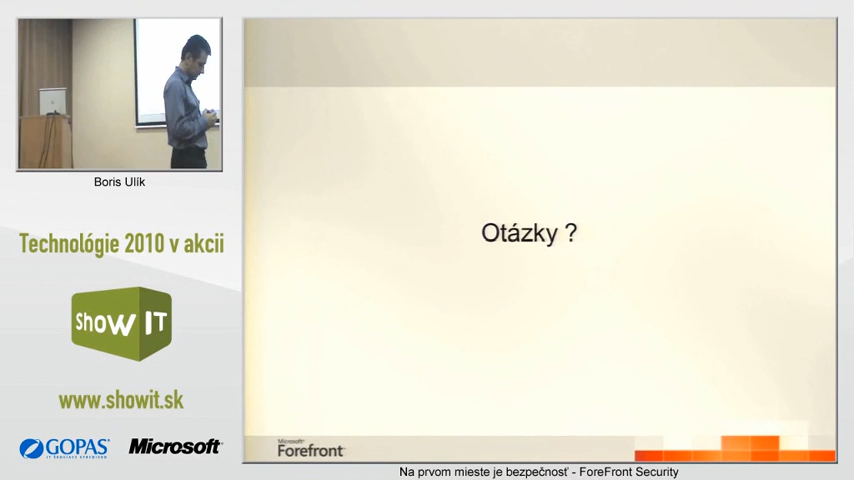 Boris Ulík
Technológie 2010 v akcii
Show IT
www.showit.sk
GOPAS
Microsoft
Otázky ?
Microsoft
Forefront
Na prvom mieste je bezpečnosť - ForeFront Security